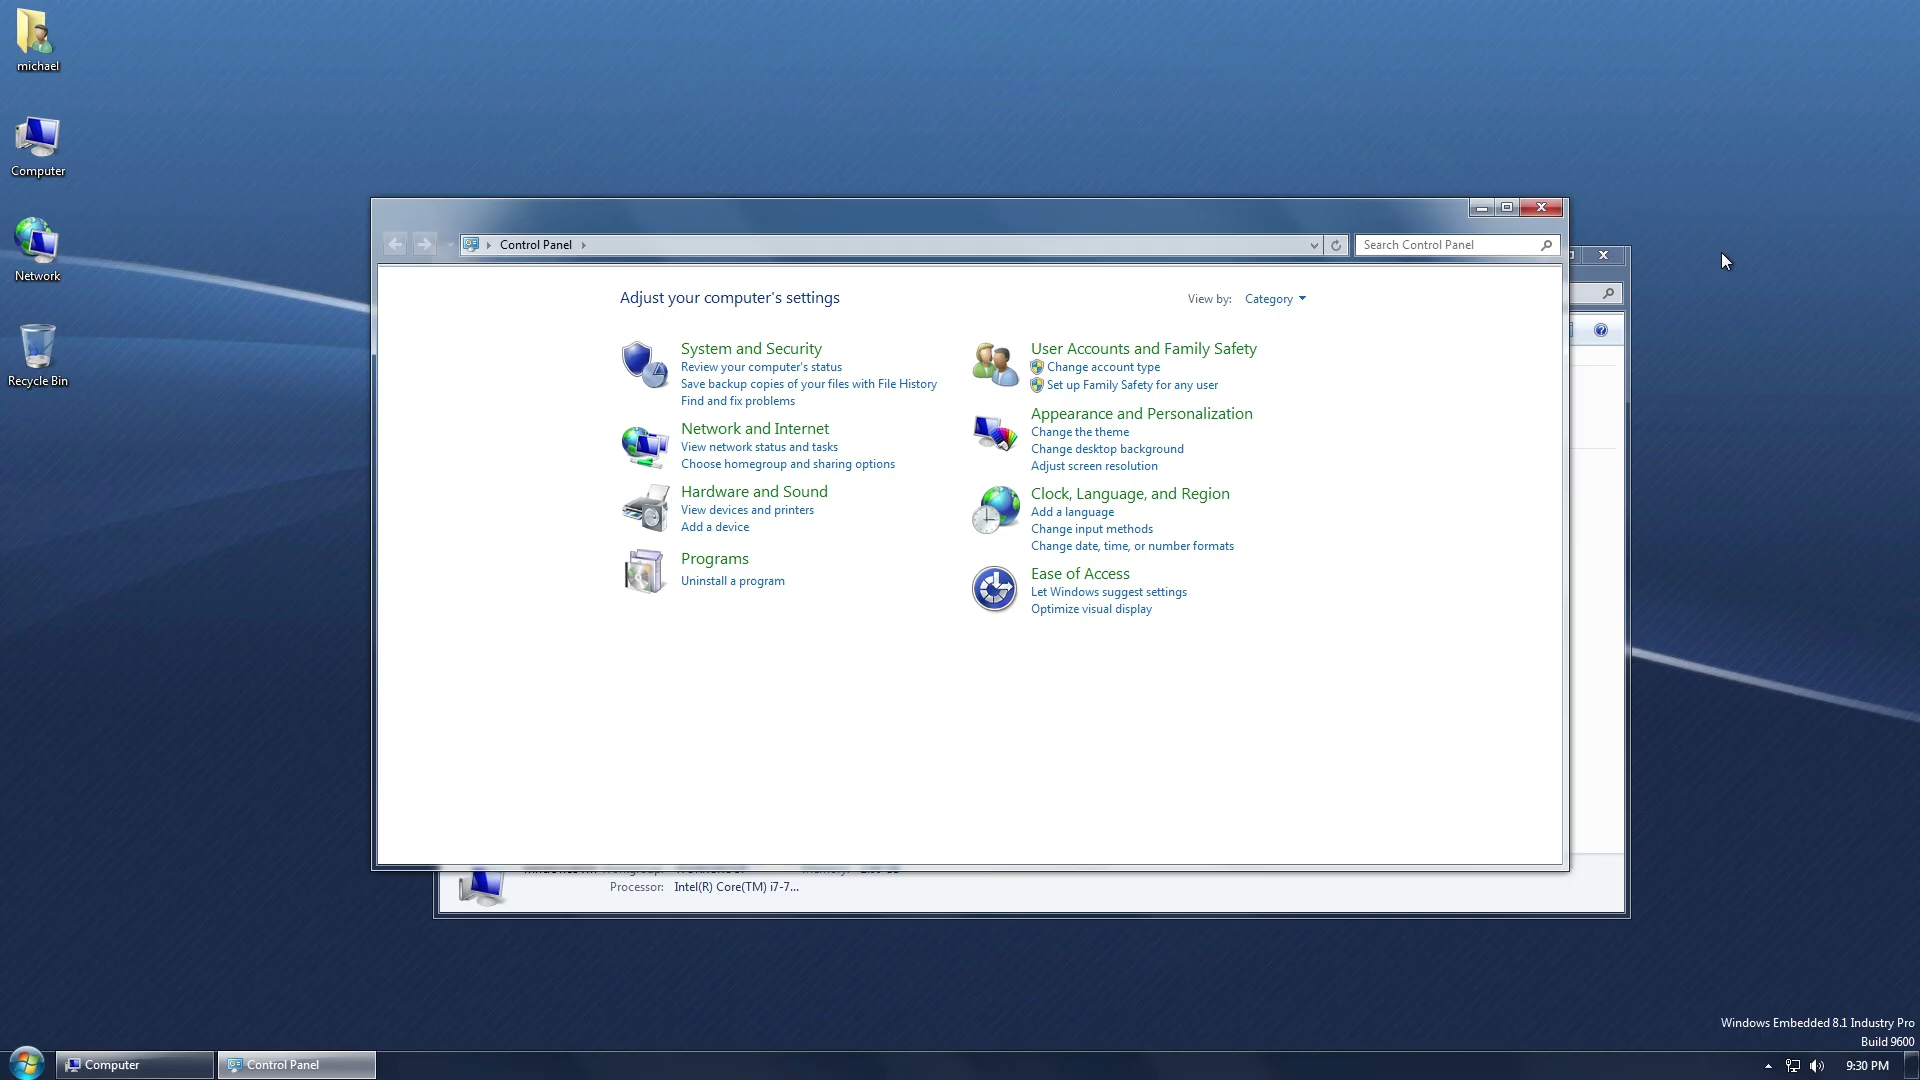 michael
Computer
Network
Recycle Bin
Control Panel
Search Control Panel
Adjust your computer's settings
View by: Category
System and Security
Review your computer's status
Save backup copies of your files with File History
Find and fix problems
Network and Internet
View network status and tasks
Choose homegroup and sharing options
Hardware and Sound
View devices and printers
Add a device
Programs
Uninstall a program
User Accounts and Family Safety
Change account type
Set up Family Safety for any user
Appearance and Personalization
Change the theme
Change desktop background
Adjust screen resolution
Clock, Language, and Region
Add a language
Change input methods
Change date, time, or number formats
Ease of Access
Let Windows suggest settings
Optimize visual display
Processor: Intel(R) Core(TM) i7-7...
Windows Embedded 8.1 Industry Pro
Build 9600
Computer
Control Panel
9:30 PM